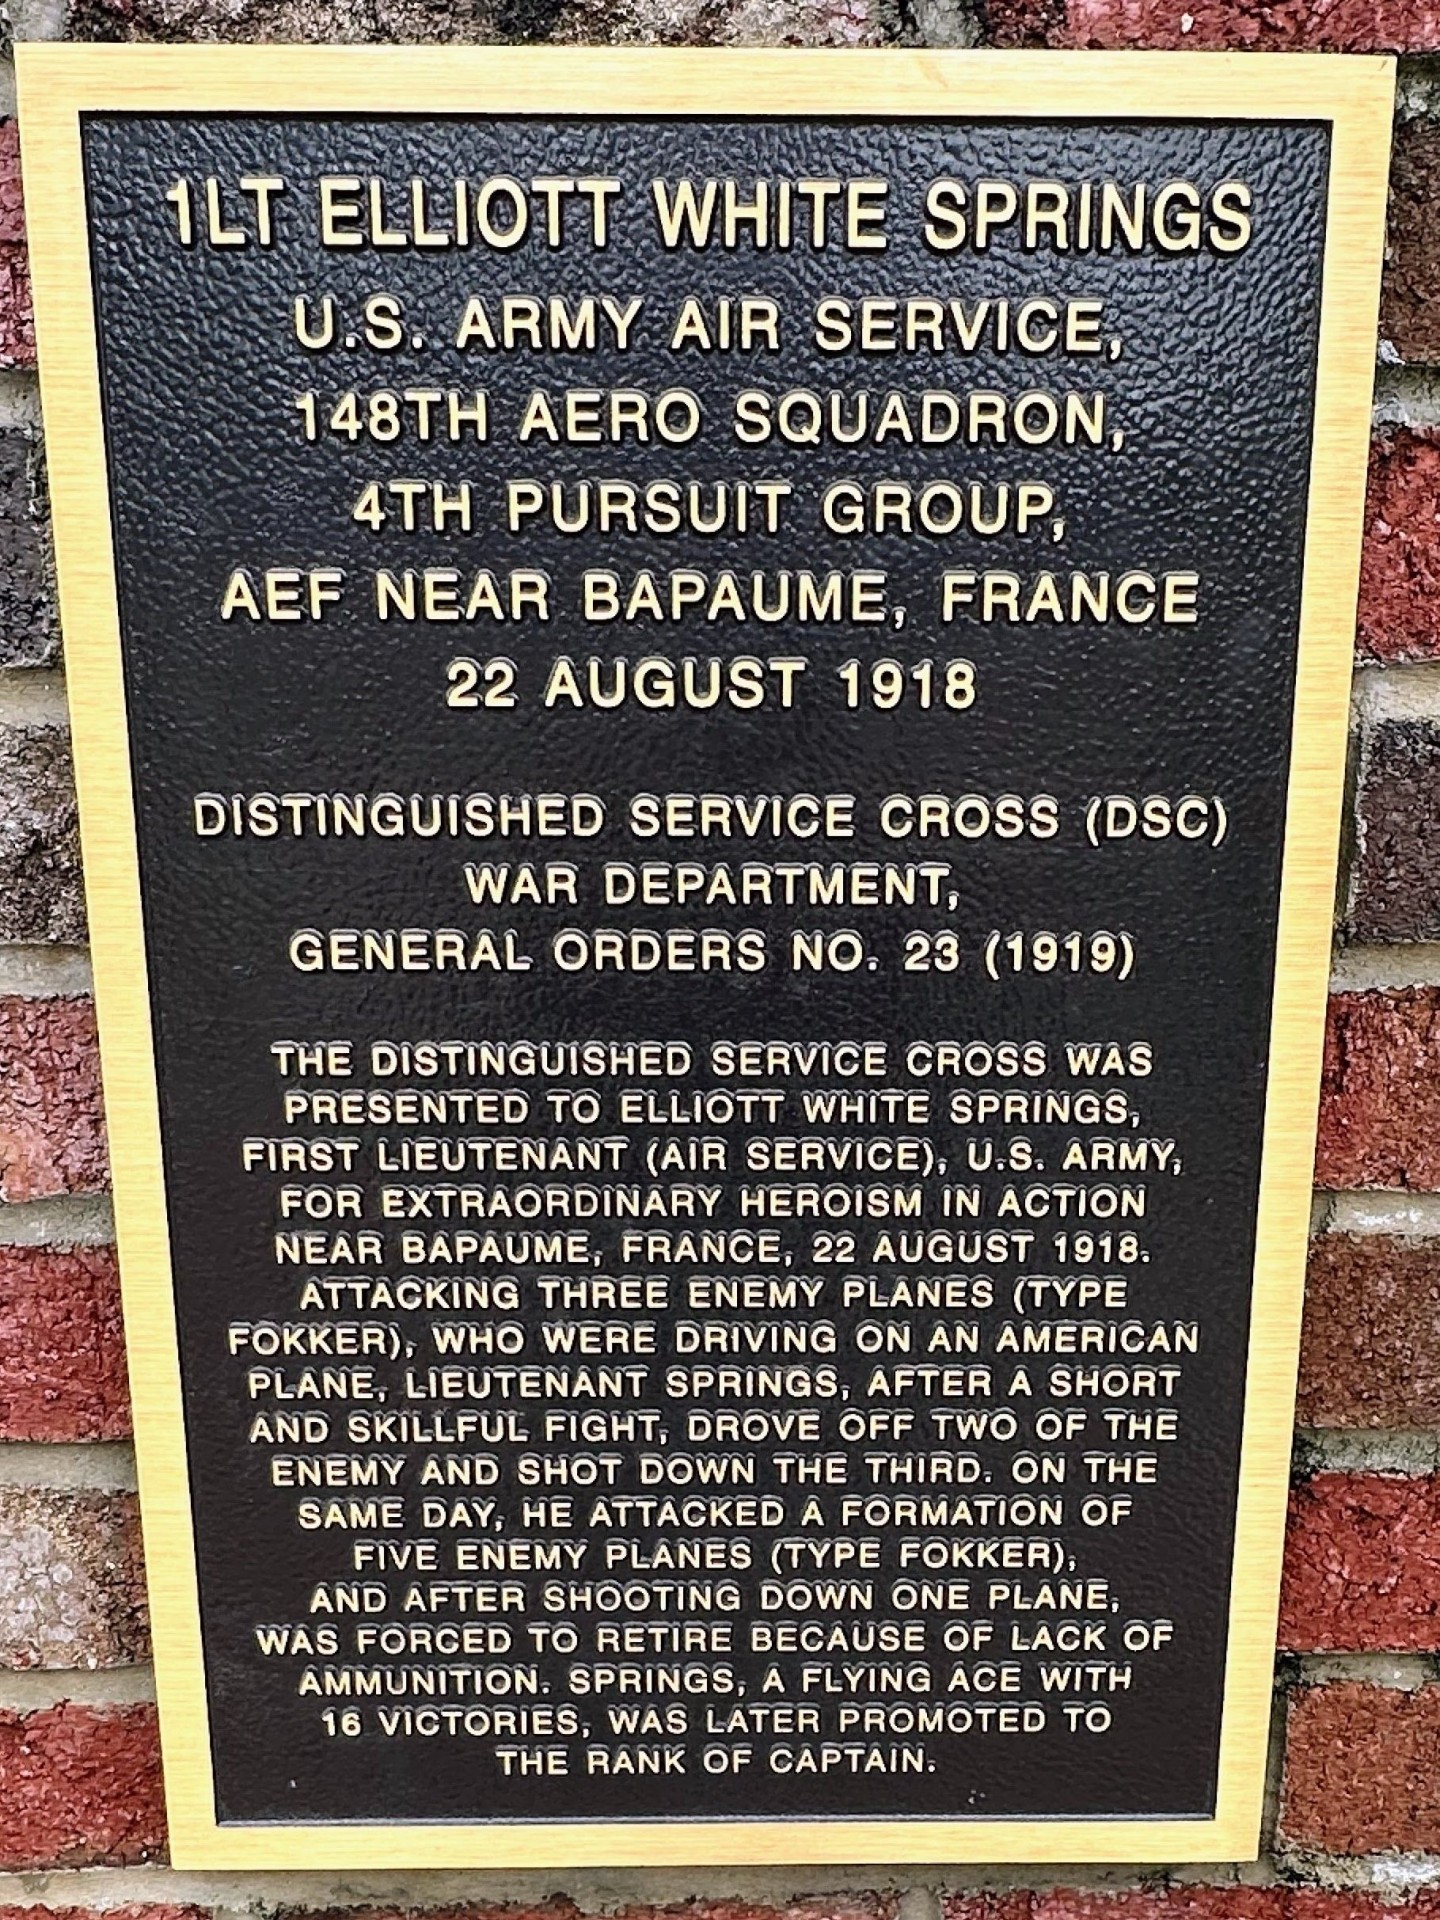 1LT ELLIOTT WHITE SPRINGS
U.S. ARMY AIR SERVICE,
148TH AERO SQUADRON,
4TH PURSUIT GROUP,
AEF NEAR BAPAUME, FRANCE
22 AUGUST 1918
DISTINGUISHED SERVICE CROSS (DSC)
WAR DEPARTMENT,
GENERAL ORDERS NO. 23 (1919)
THE DISTINGUISHED SERVICE CROSS WAS
PRESENTED TO ELLIOTT WHITE SPRINGS,
FIRST LIEUTENANT (AIR SERVICE), U.S. ARMY,
FOR EXTRAORDINARY HEROISM IN ACTION
NEAR BAPAUME, FRANCE, 22 AUGUST 1918.
ATTACKING THREE ENEMY PLANES (TYPE
FOKKER), WHO WERE DRIVING ON AN AMERICAN
PLANE, LIEUTENANT SPRINGS, AFTER A SHORT
AND SKILLFUL FIGHT, DROVE OFF TWO OF THE
ENEMY AND SHOT DOWN THE THIRD. ON THE
SAME DAY, HE ATTACKED A FORMATION OF
FIVE ENEMY PLANES (TYPE FOKKER),
AND AFTER SHOOTING DOWN ONE PLANE,
WAS FORCED TO RETIRE BECAUSE OF LACK OF
AMMUNITION. SPRINGS, A FLYING ACE WITH
16 VICTORIES, WAS LATER PROMOTED TO
THE RANK OF CAPTAIN.